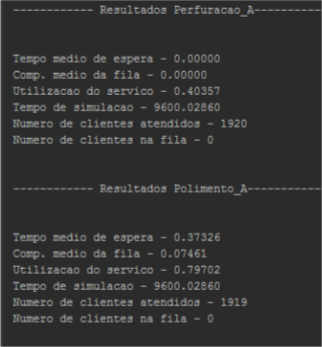 ------------ Resultados Perfuracao_A----------
Tempo medio de espera - 0.00000
Comp. medio da fila - 0.00000
Utilizacao do servico - 0.40357
Tempo de simulacao - 9600.02860
Numero de clientes atendidos - 1920
Numero de clientes na fila - 0
------------ Resultados Polimento_A-----------
Tempo medio de espera - 0.37326
Comp. medio da fila - 0.07461
Utilizacao do servico - 0.79702
Tempo de simulacao - 9600.02860
Numero de clientes atendidos - 1919
Numero de clientes na fila - 0